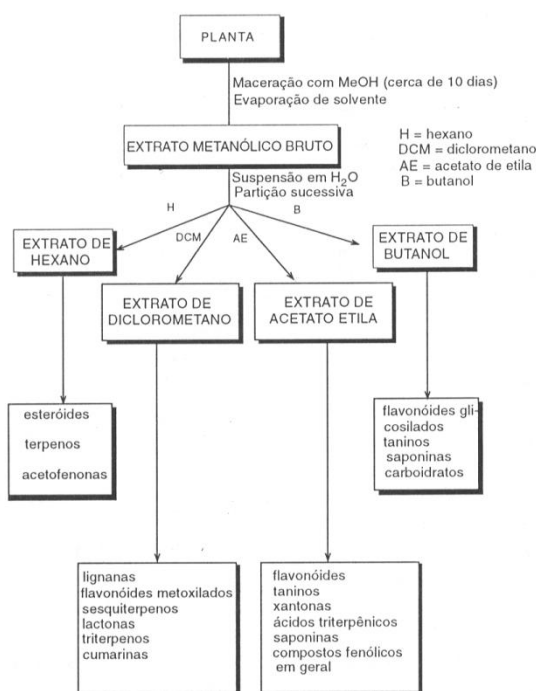 PLANTA
Maceração com MeOH (cerca de 10 dias)
Evaporação de solvente
EXTRATO METANÓLICO BRUTO
H = hexano
DCM = diclorometano
AE = acetato de etila
B = butanol
Suspensão em H₂O
Partição sucessiva
H
DCM
AE
B
EXTRATO DE
HEXANO
EXTRATO DE
DICLOROMETANO
EXTRATO DE
ACETATO ETILA
EXTRATO DE
BUTANOL
esteróides
terpenos
acetofenonas
flavonóides gli-
cosilados
taninos
saponinas
carboidratos
lignanas
flavonóides metoxilados
sesquiterpenos
lactonas
triterpenos
cumarinas
flavonóides
taninos
xantonas
ácidos triterpênicos
saponinas
compostos fenólicos
em geral